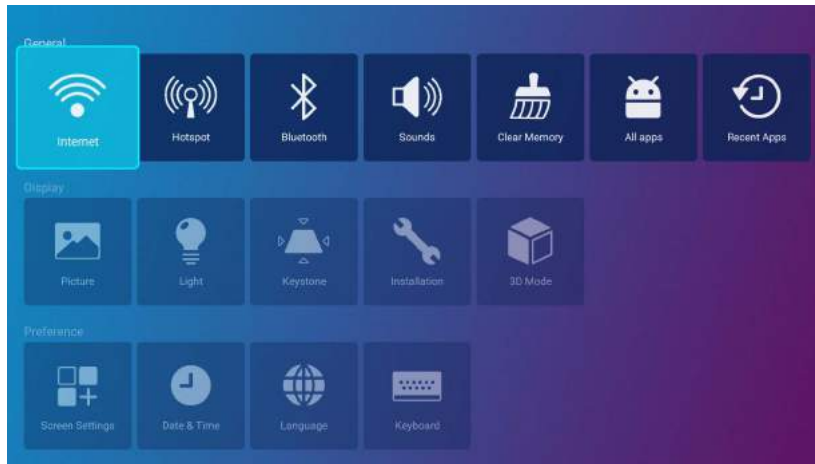 General
Internet
Hotspot
Bluetooth
Sounds
Clear Memory
All apps
Recent Apps
Display
Picture
Light
Keystone
Installation
3D Mode
Preference
Screen Settings
Date & Time
Language
Keyboard